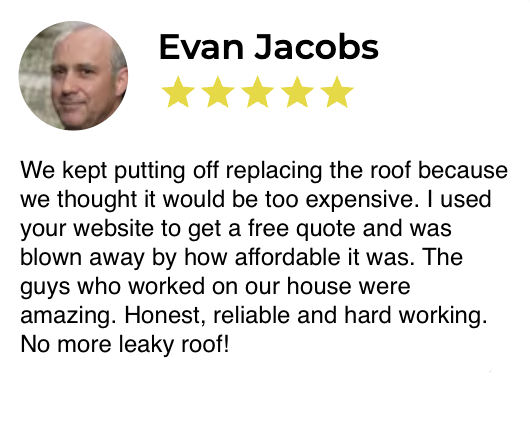 Evan Jacobs
We kept putting off replacing the roof because
we thought it would be too expensive. I used
your website to get a free quote and was
blown away by how affordable it was. The
guys who worked on our house were
amazing. Honest, reliable and hard working.
No more leaky roof!